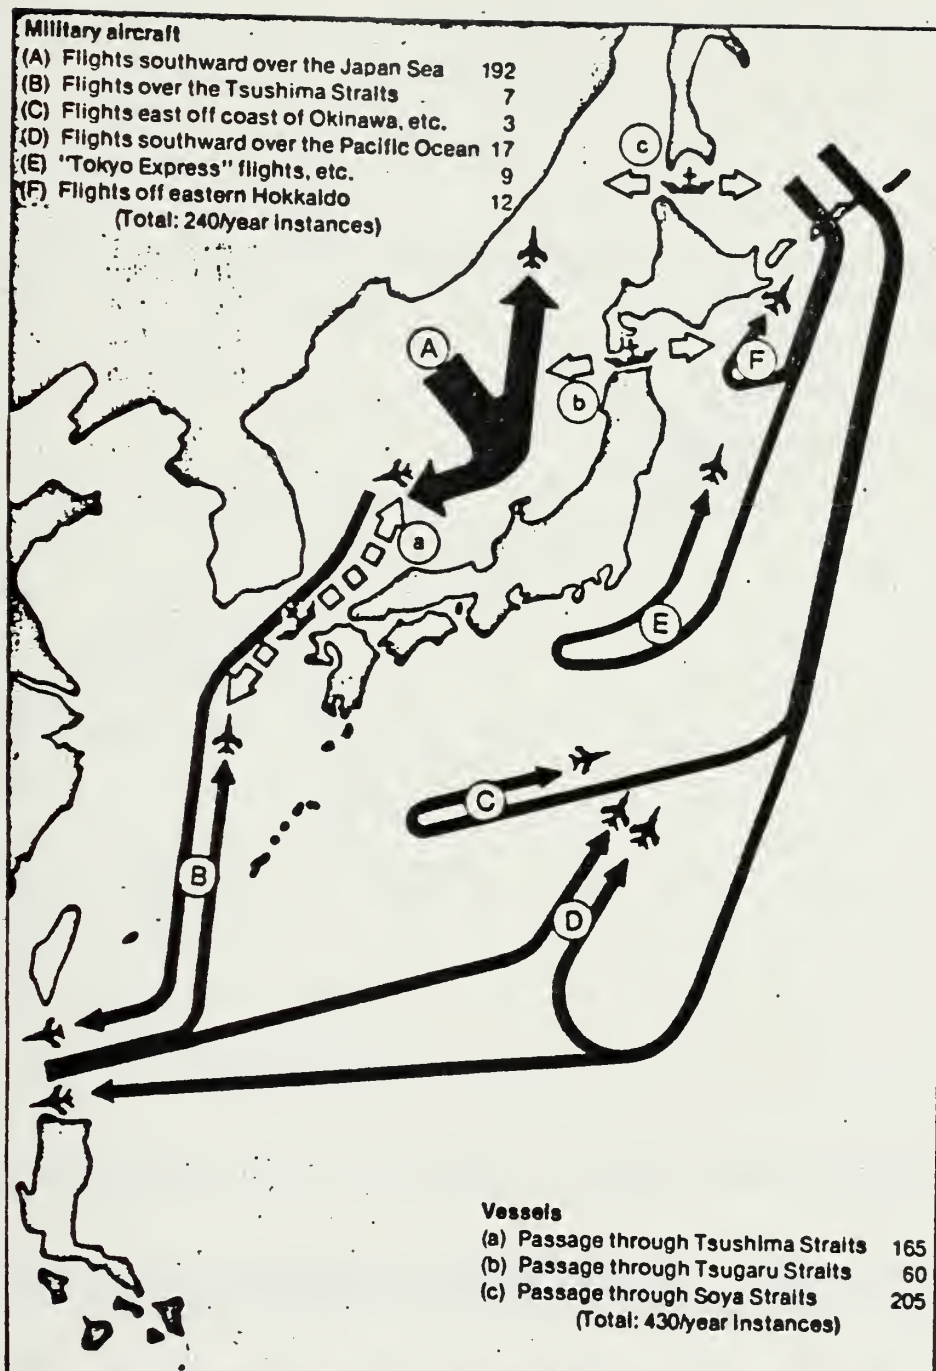 Military aircraft
(A) Flights southward over the Japan Sea 192
(B) Flights over the Tsushima Straits 7
(C) Flights east off coast of Okinawa, etc. 3
(D) Flights southward over the Pacific Ocean 17
(E) "Tokyo Express" flights, etc. 9
(F) Flights off eastern Hokkaido 12
(Total: 240/year instances)
c
A
F
b
a
E
C
B
D
Vessels
(a) Passage through Tsushima Straits 165
(b) Passage through Tsugaru Straits 60
(c) Passage through Soya Straits 205
(Total: 430/year instances)